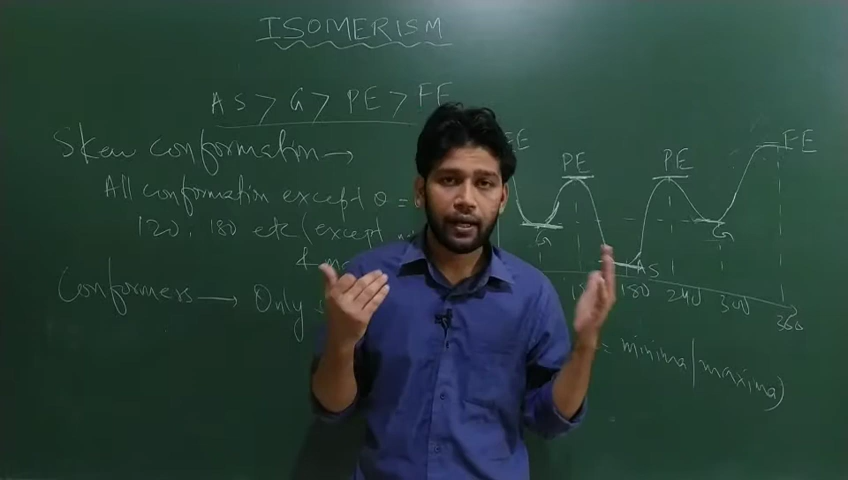 ISOMERISM
AS > G > PE > FE
Skew conformation →
All conformation except θ =
120, 180 etc (except
Conformers → Only
PE
PE
FE
G
G
AS
180 240 300 360
= minima/maxima)